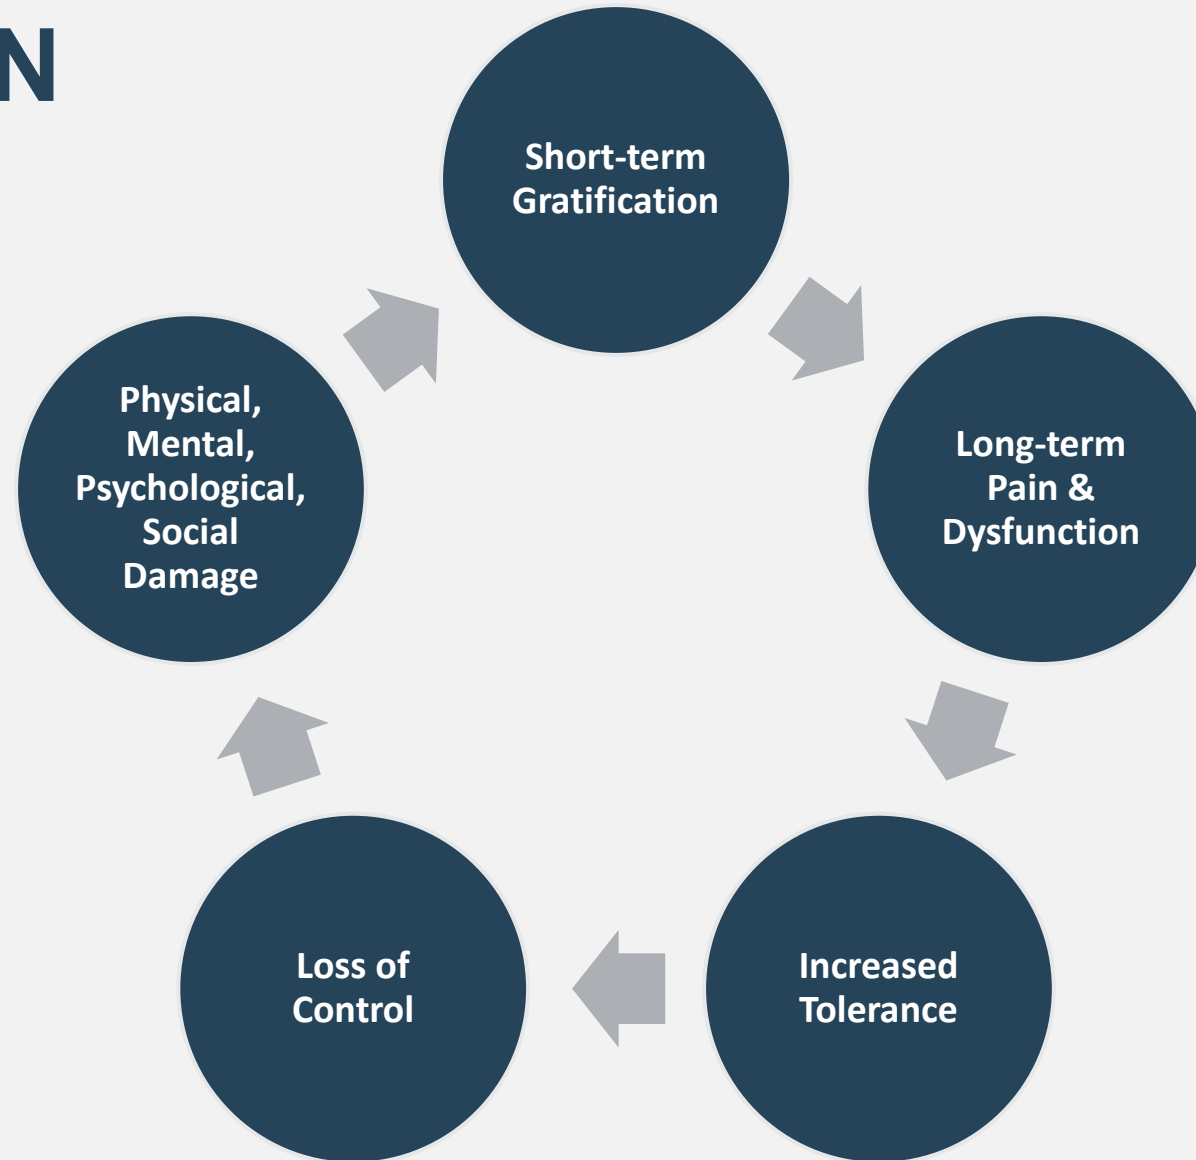 N
Short-term
Gratification
Long-term
Pain &
Dysfunction
Increased
Tolerance
Loss of
Control
Physical,
Mental,
Psychological,
Social
Damage